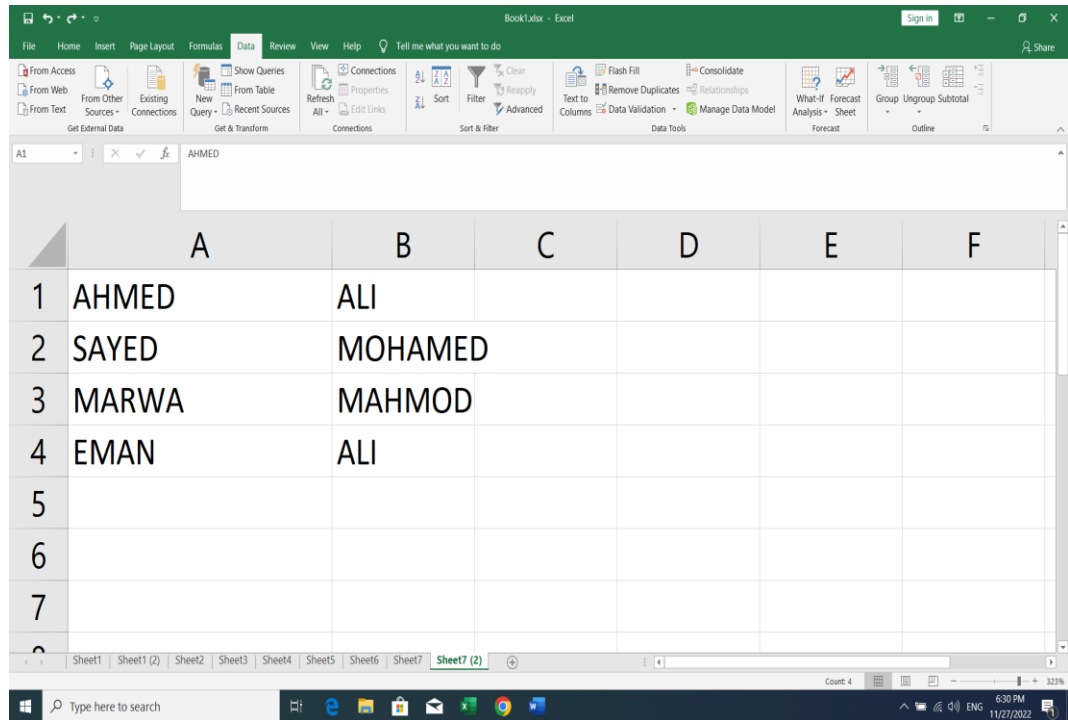 Book1.xlsx - Excel
Sign in
File Home Insert Page Layout Formulas Data Review View Help Tell me what you want to do Share
From Access
From Web
From Text
From Other Sources
Existing Connections
Get External Data
New Query
Show Queries
From Table
Recent Sources
Get & Transform
Refresh All
Connections
Properties
Edit Links
Connections
Sort
Filter
Clear
Reapply
Advanced
Sort & Filter
Text to Columns
Flash Fill
Remove Duplicates
Data Validation
Consolidate
Relationships
Manage Data Model
Data Tools
What-If Analysis
Forecast Sheet
Forecast
Group
Ungroup
Subtotal
Outline
A1 fx AHMED
A B C D E F
1 AHMED ALI
2 SAYED MOHAMED
3 MARWA MAHMOD
4 EMAN ALI
5
6
7
Sheet1 Sheet1 (2) Sheet2 Sheet3 Sheet4 Sheet5 Sheet6 Sheet7 Sheet7 (2)
Count: 4 323%
Type here to search
ENG
6:30 PM
11/27/2022